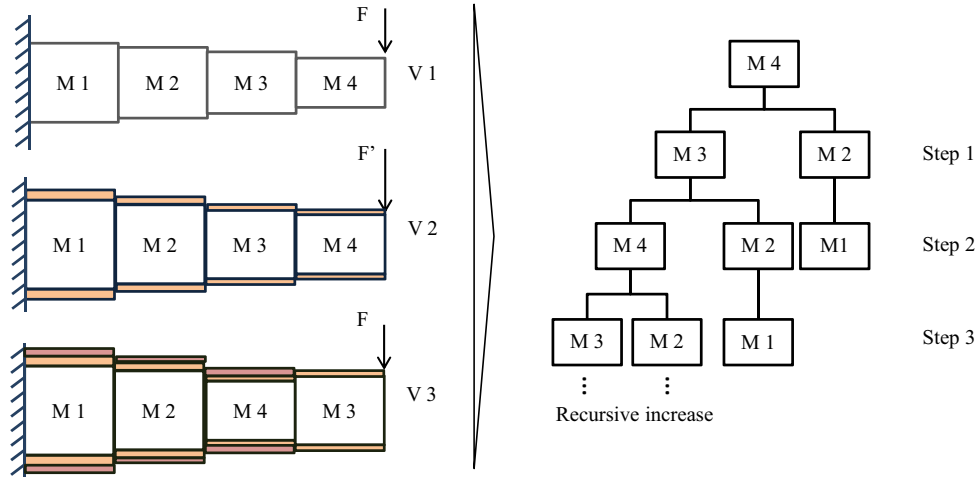 F
M 1 M 2 M 3 M 4
V 1
F’
M 1 M 2 M 3 M 4
V 2
F
M 1 M 2 M 4 M 3
V 3
M 4
M 3 M 2 Step 1
M 4 M 2 M1 Step 2
M 3 M 2 M 1 Step 3
⋮ ⋮
Recursive increase